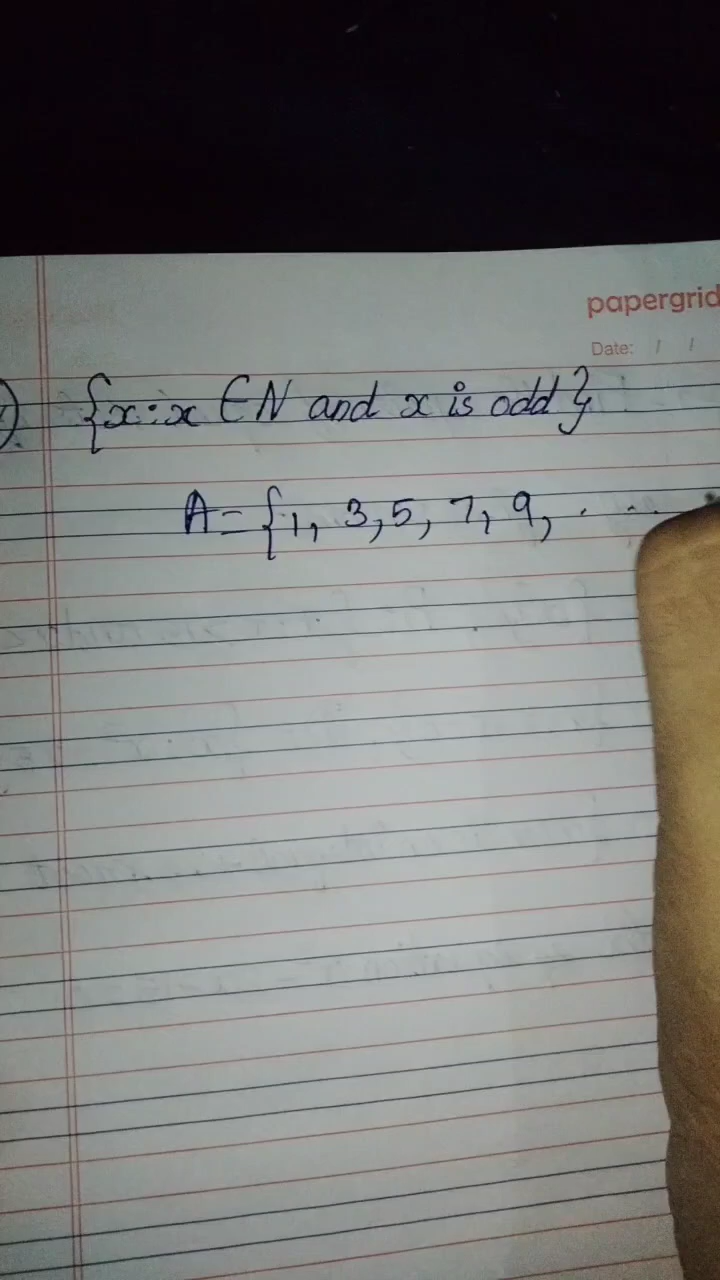 papergrid
Date: / /
{x:x ∈ N and x is odd}
A = {1, 3, 5, 7, 9, . . . .